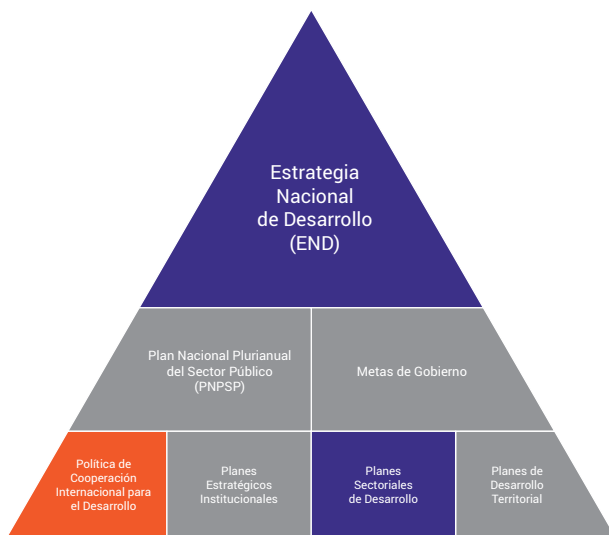 Estrategia
Nacional
de Desarrollo
(END)
Plan Nacional Plurianual
del Sector Público
(PNPSP)
Metas de Gobierno
Política de
Cooperación
Internacional para
el Desarrollo
Planes
Estratégicos
Institucionales
Planes
Sectoriales
de Desarrollo
Planes de
Desarrollo
Territorial